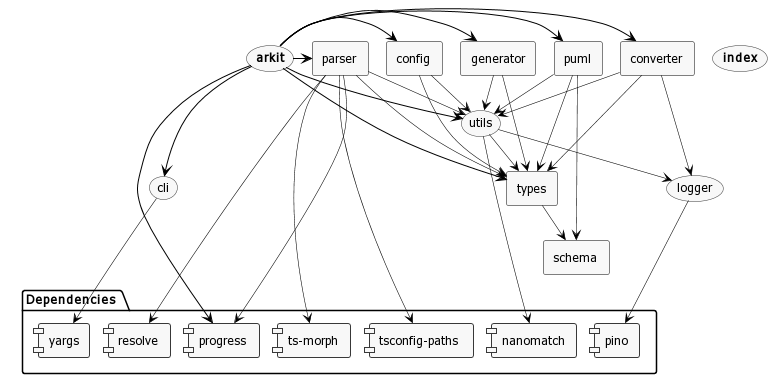 arkit
parser
config
generator
puml
converter
index
utils
cli
types
logger
schema
Dependencies
yargs
resolve
progress
ts-morph
tsconfig-paths
nanomatch
pino